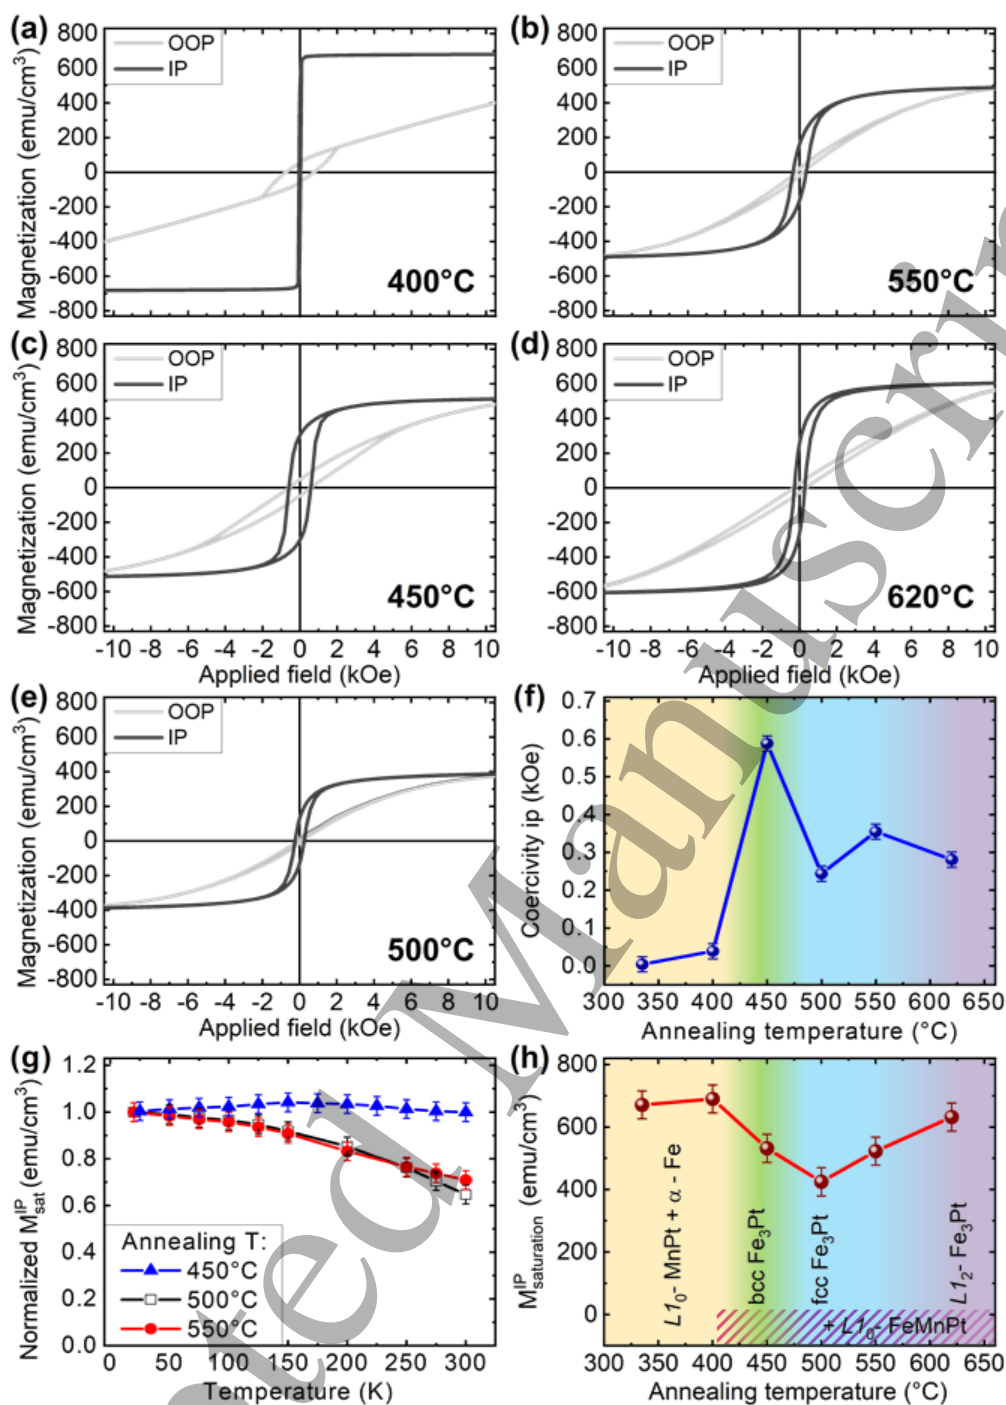 (a)
800
600
400
200
0
-200
-400
-600
-800
Magnetization (emu/cm³)
OOP
IP
400°C
(b)
800
600
400
200
0
-200
-400
-600
-800
OOP
IP
550°C
(c)
800
600
400
200
0
-200
-400
-600
-800
Magnetization (emu/cm³)
OOP
IP
450°C
-10 -8 -6 -4 -2 0 2 4 6 8 10
Applied field (kOe)
(d)
800
600
400
200
0
-200
-400
-600
-800
OOP
IP
620°C
-10 -8 -6 -4 -2 0 2 4 6 8 10
Applied field (kOe)
(e)
800
600
400
200
0
-200
-400
-600
-800
Magnetization (emu/cm³)
OOP
IP
500°C
-10 -8 -6 -4 -2 0 2 4 6 8 10
Applied field (kOe)
(f)
0.7
0.6
0.5
0.4
0.3
0.2
0.1
0.0
Coercivity ip (kOe)
300 350 400 450 500 550 600 650
Annealing temperature (°C)
(g)
1.2
1.0
0.8
0.6
0.4
0.2
0.0
Normalized M_sat^IP (emu/cm³)
Annealing T:
450°C
500°C
550°C
0 50 100 150 200 250 300
Temperature (K)
(h)
800
600
400
200
0
M_saturation^IP (emu/cm³)
L1₀- MnPt + α - Fe
bcc Fe₃Pt
fcc Fe₃Pt
L1₂- Fe₃Pt
+ L1₀- FeMnPt
300 350 400 450 500 550 600 650
Annealing temperature (°C)
ted Manuscri